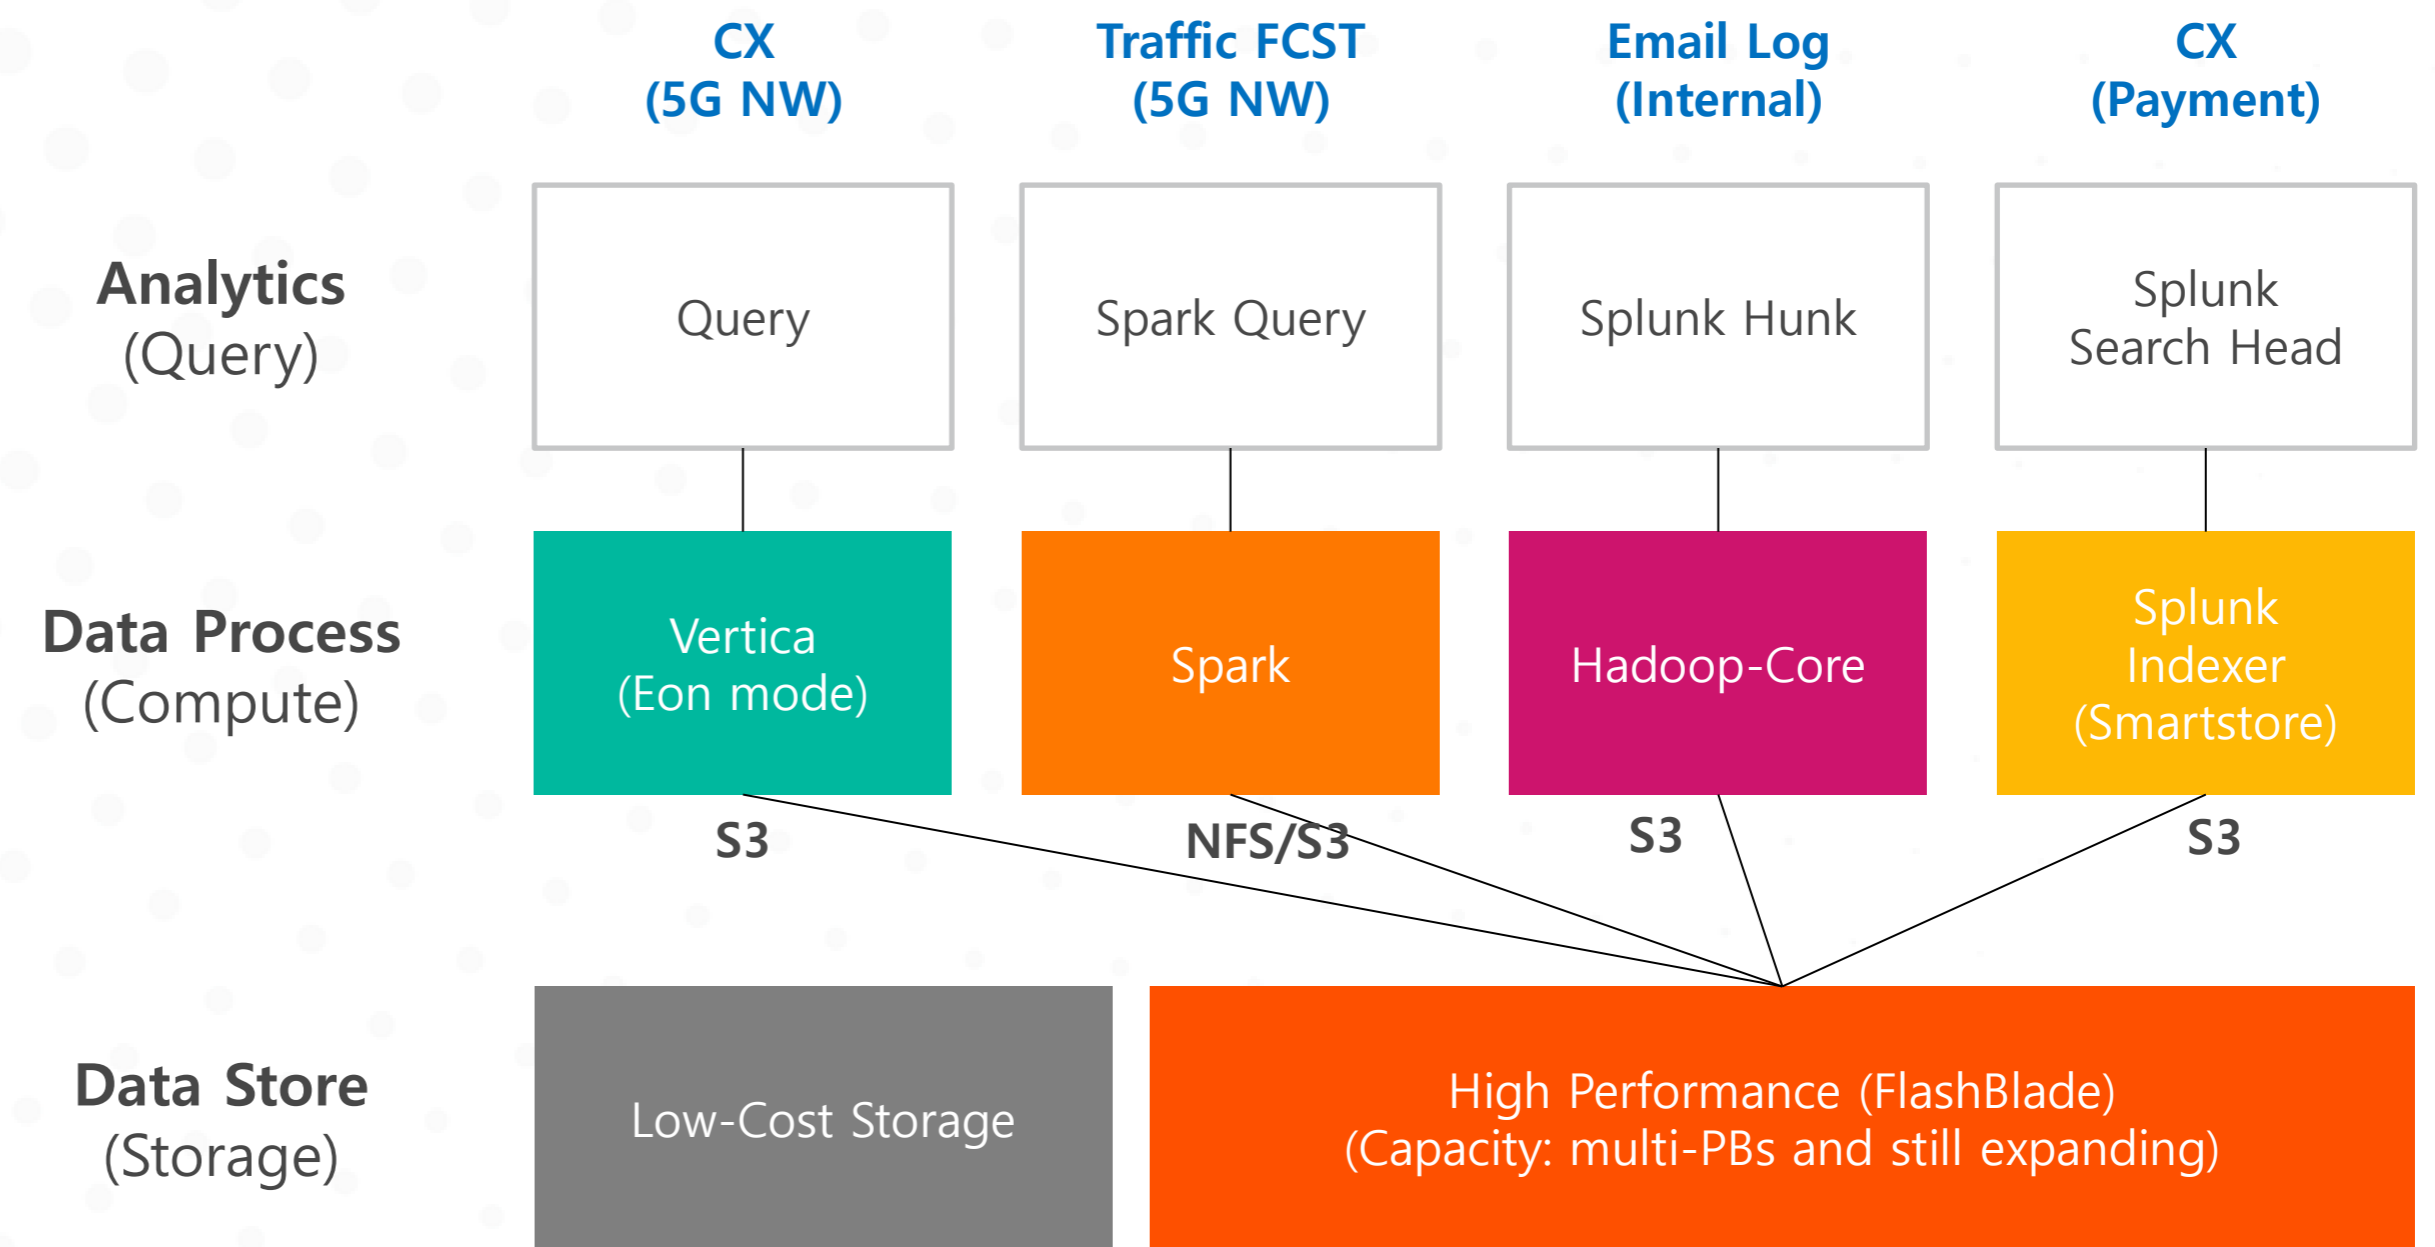 CX
(5G NW)
Traffic FCST
(5G NW)
Email Log
(Internal)
CX
(Payment)
Analytics
(Query)
Query
Spark Query
Splunk Hunk
Splunk
Search Head
Data Process
(Compute)
Vertica
(Eon mode)
Spark
Hadoop-Core
Splunk
Indexer
(Smartstore)
S3
NFS/S3
S3
S3
Data Store
(Storage)
Low-Cost Storage
High Performance (FlashBlade)
(Capacity: multi-PBs and still expanding)